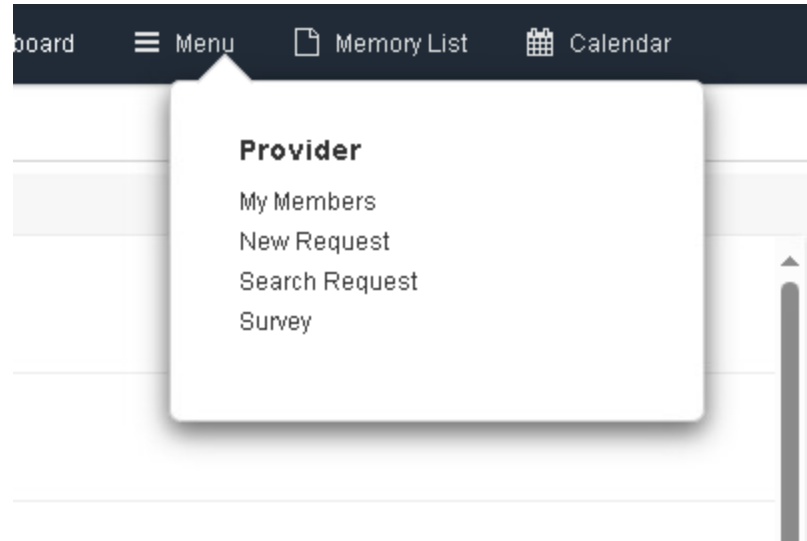 board Menu Memory List Calendar
Provider
My Members
New Request
Search Request
Survey